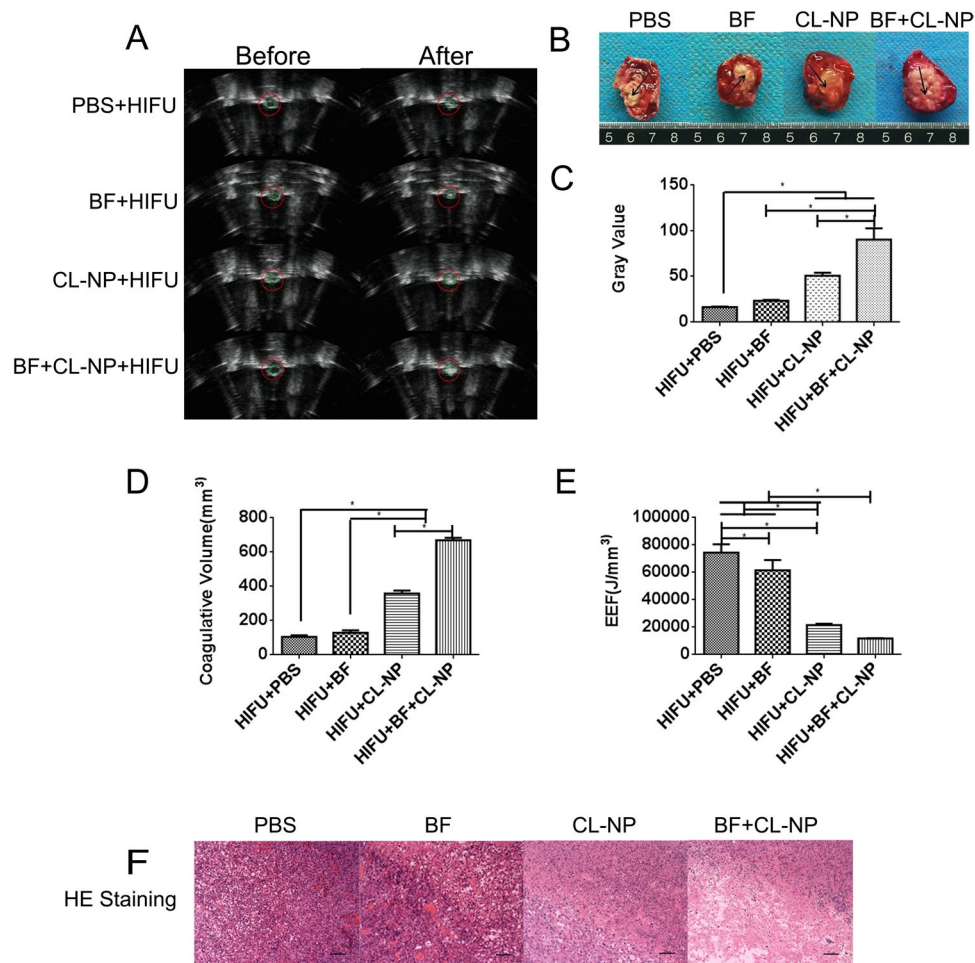 A
Before
After
PBS+HIFU
BF+HIFU
CL-NP+HIFU
BF+CL-NP+HIFU
B
PBS
BF
CL-NP
BF+CL-NP
5 6 7 8 5 6 7 8 5 6 7 8 5 6 7 8
C
Gray Value
150
100
50
0
*
*
*
HIFU+PBS
HIFU+BF
HIFU+CL-NP
HIFU+BF+CL-NP
D
Coagulative Volume(mm³)
800
600
400
200
0
*
*
*
HIFU+PBS
HIFU+BF
HIFU+CL-NP
HIFU+BF+CL-NP
E
EEF(J/mm³)
100000
80000
60000
40000
20000
0
*
*
*
*
HIFU+PBS
HIFU+BF
HIFU+CL-NP
HIFU+BF+CL-NP
F
PBS
BF
CL-NP
BF+CL-NP
HE Staining